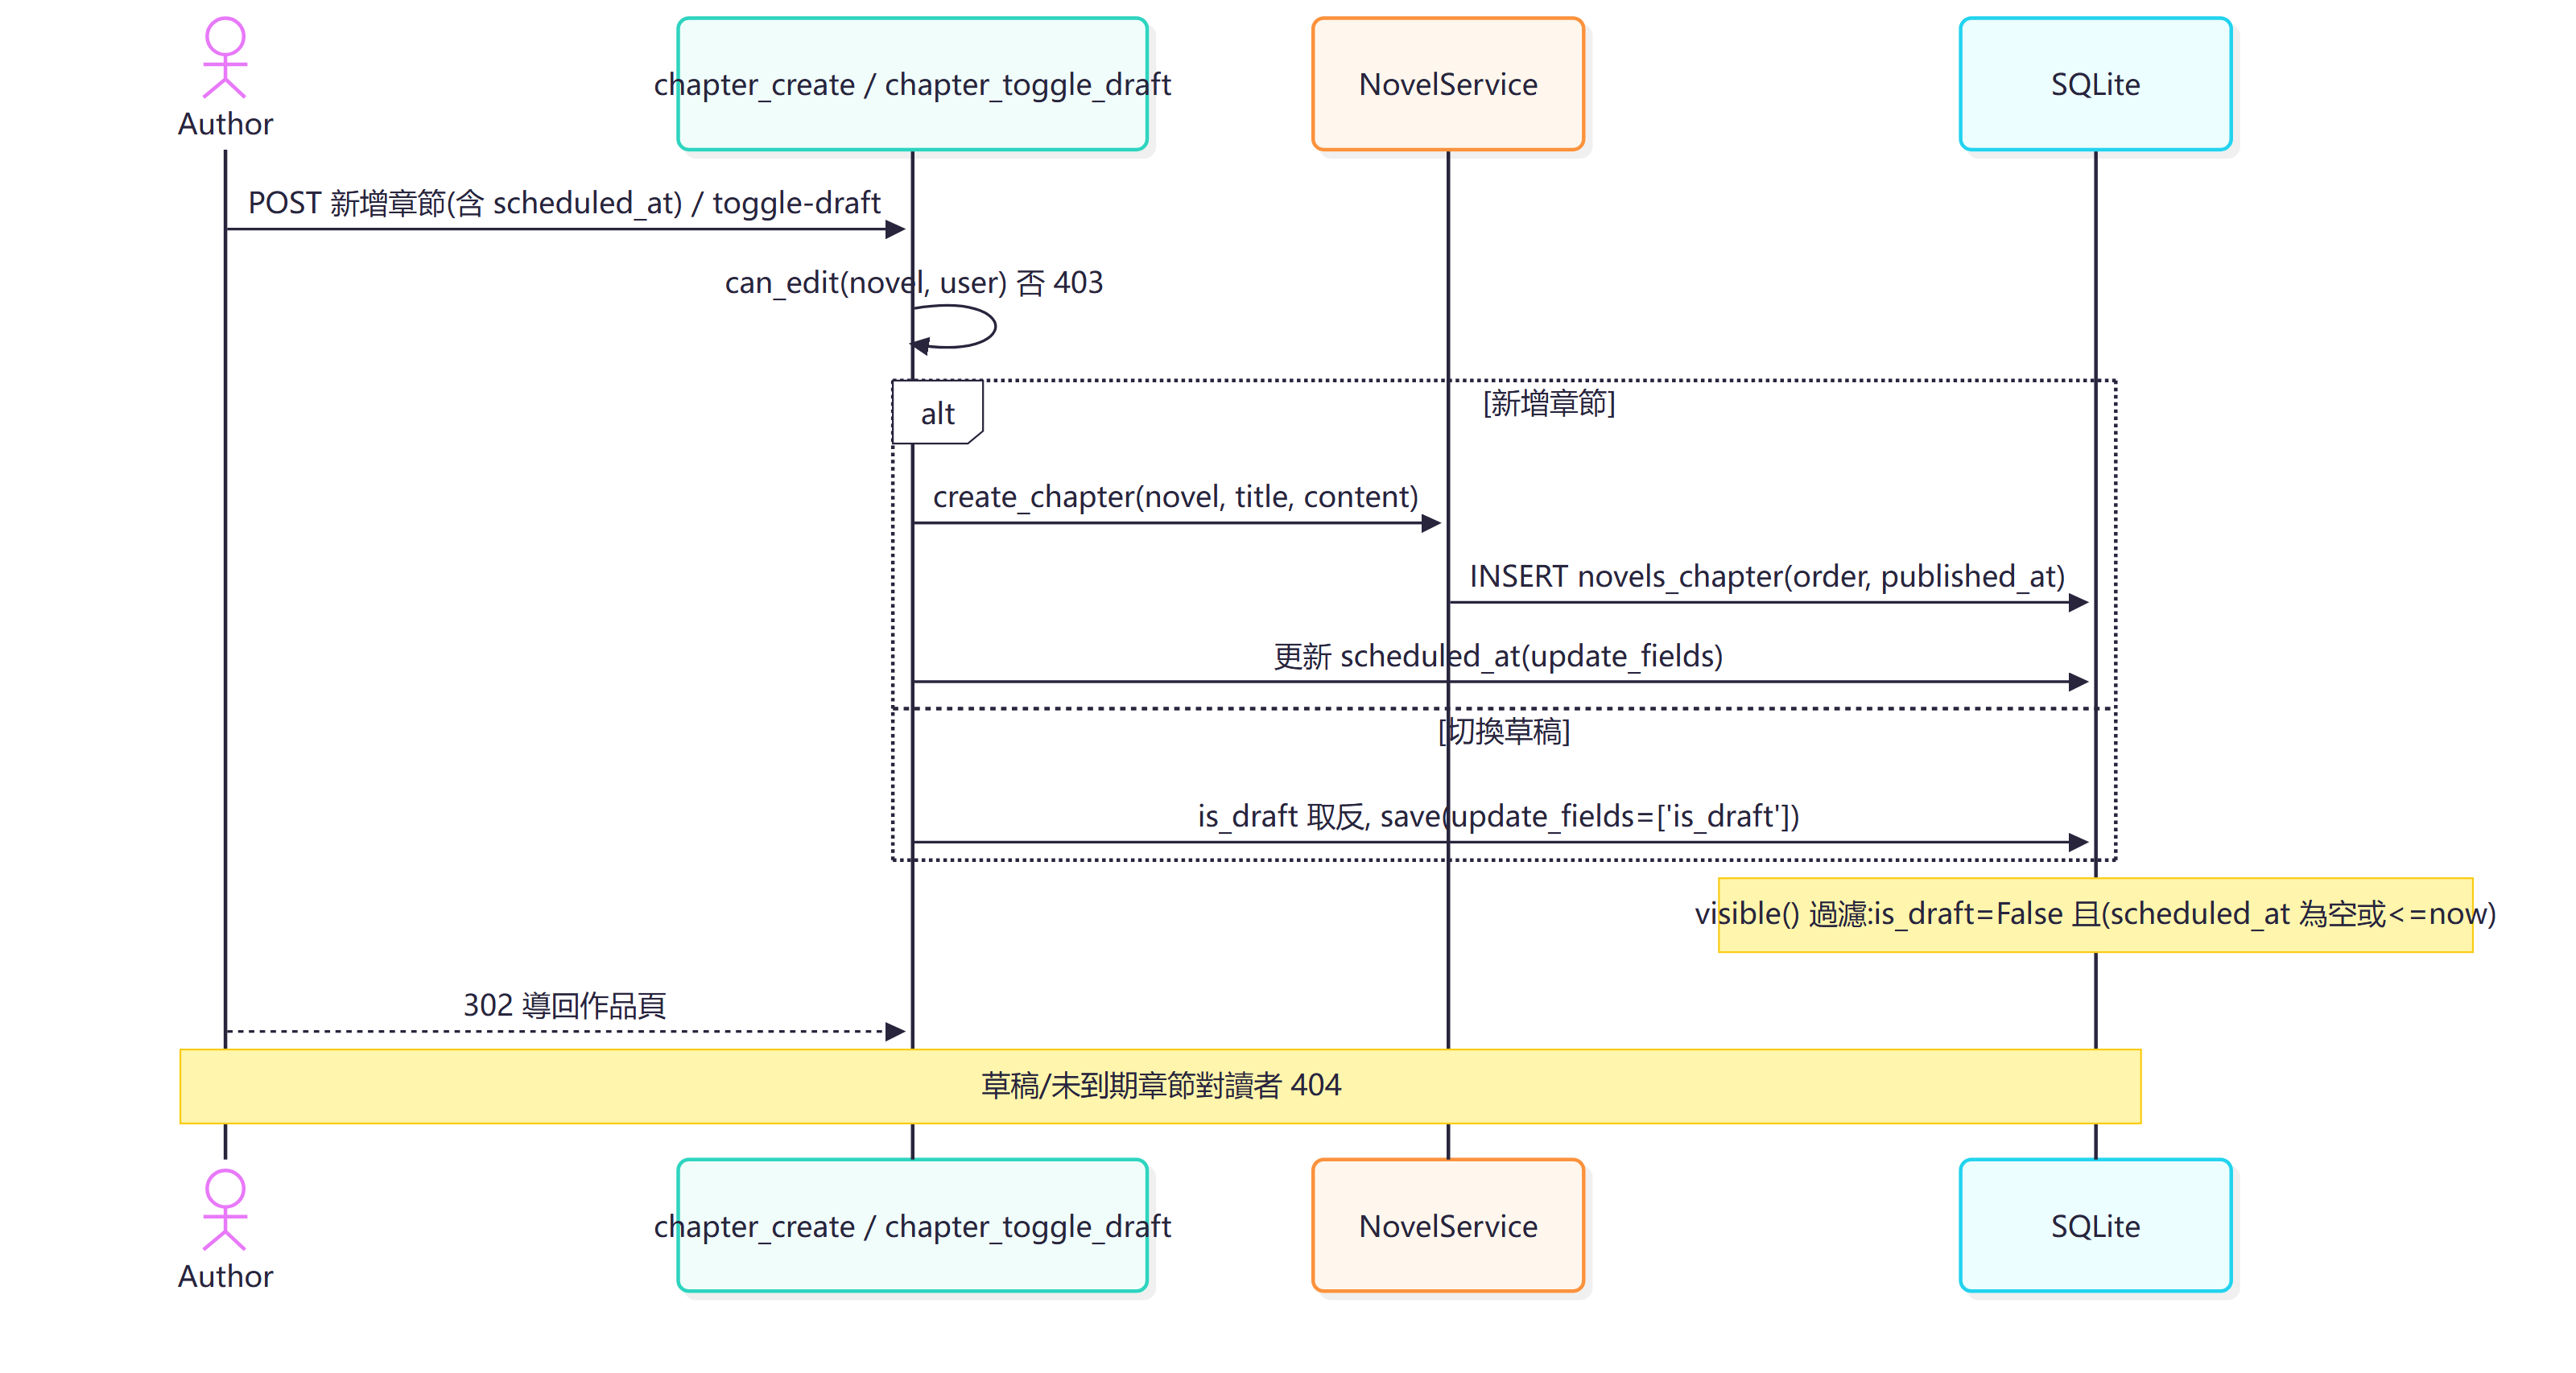 Author
chapter_create / chapter_toggle_draft
NovelService
SQLite
POST 新增章節(含 scheduled_at) / toggle-draft
can_edit(novel, user) 否 403
alt
[新增章節]
create_chapter(novel, title, content)
INSERT novels_chapter(order, published_at)
更新 scheduled_at(update_fields)
[切換草稿]
is_draft 取反, save(update_fields=['is_draft'])
visible() 過濾:is_draft=False 且(scheduled_at 為空或<=now)
302 導回作品頁
草稿/未到期章節對讀者 404
chapter_create / chapter_toggle_draft
NovelService
SQLite
Author